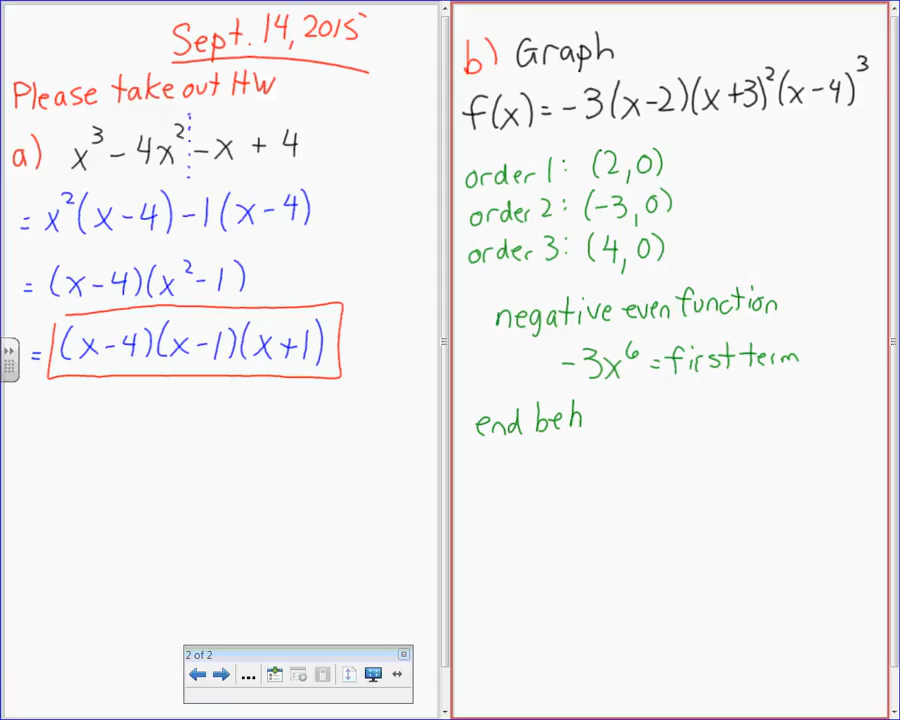 Sept. 14, 2015
Please take out HW
a) x³ - 4x² - x + 4
= x²(x-4) - 1(x-4)
= (x-4)(x²-1)
= (x-4)(x-1)(x+1)
b) Graph
f(x) = -3(x-2)(x+3)²(x-4)³
order 1: (2,0)
order 2: (-3,0)
order 3: (4,0)
negative even function
-3x⁶ = first term
end beh
2 of 2
...